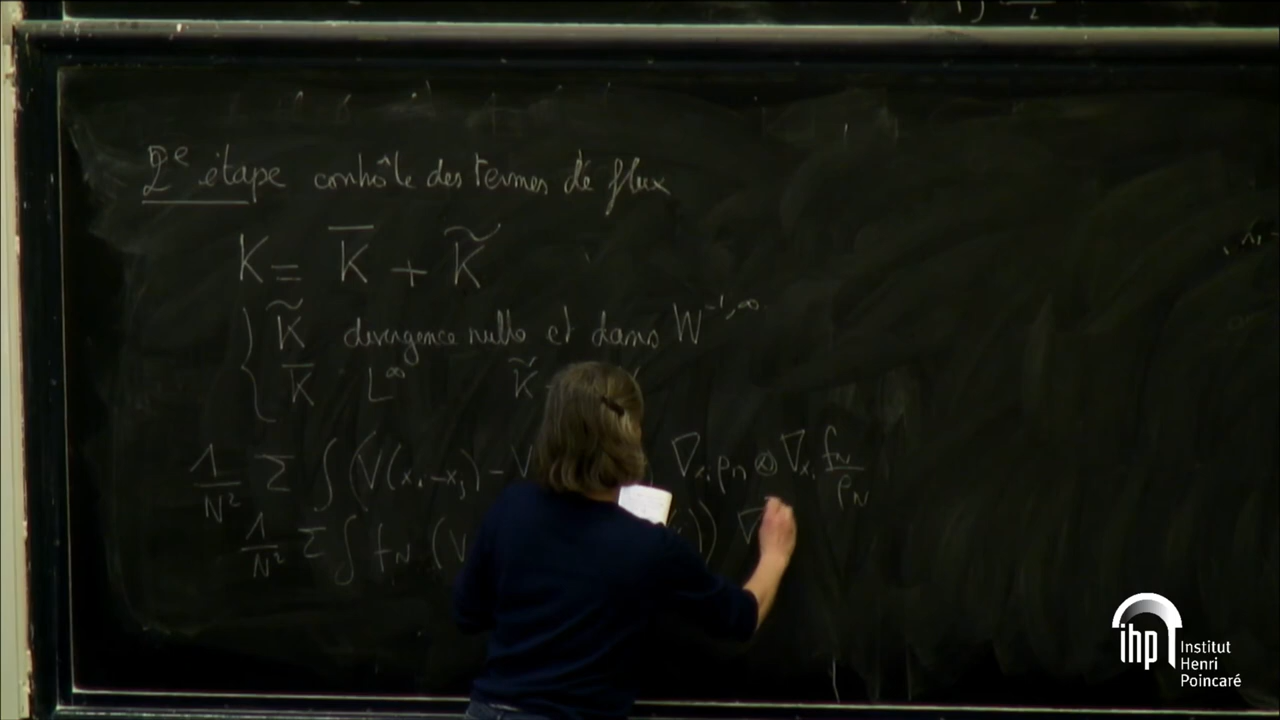 2e étape contrôle des termes de flux
K = K̅ + K̃
K̃ divergence nulle et dans W^{-1,∞}
K̅ L^∞ K̃
1/N² Σ ∫ (V(x_i - x_j) - V ∇_{x_i} ρ_N ⊗ ∇_{x_i} f_N/ρ_N
1/N² Σ ∫ f_N (V )) ∇
ihp Institut
Henri
Poincaré